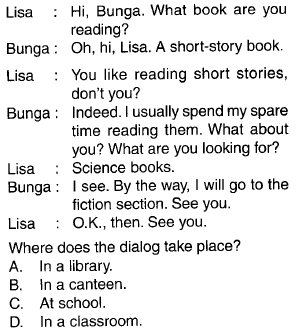 Lisa : Hi, Bunga. What book are you
reading?
Bunga : Oh, hi, Lisa. A short-story book.
Lisa : You like reading short stories,
don't you?
Bunga : Indeed. I usually spend my spare
time reading them. What about
you? What are you looking for?
Lisa : Science books.
Bunga : I see. By the way, I will go to the
fiction section. See you.
Lisa : O.K., then. See you.
Where does the dialog take place?
A. In a library.
B. In a canteen.
C. At school.
D. In a classroom.